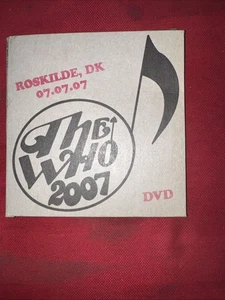 ROSKILDE, DK
07.07.07
THE
WHO
2007
DVD